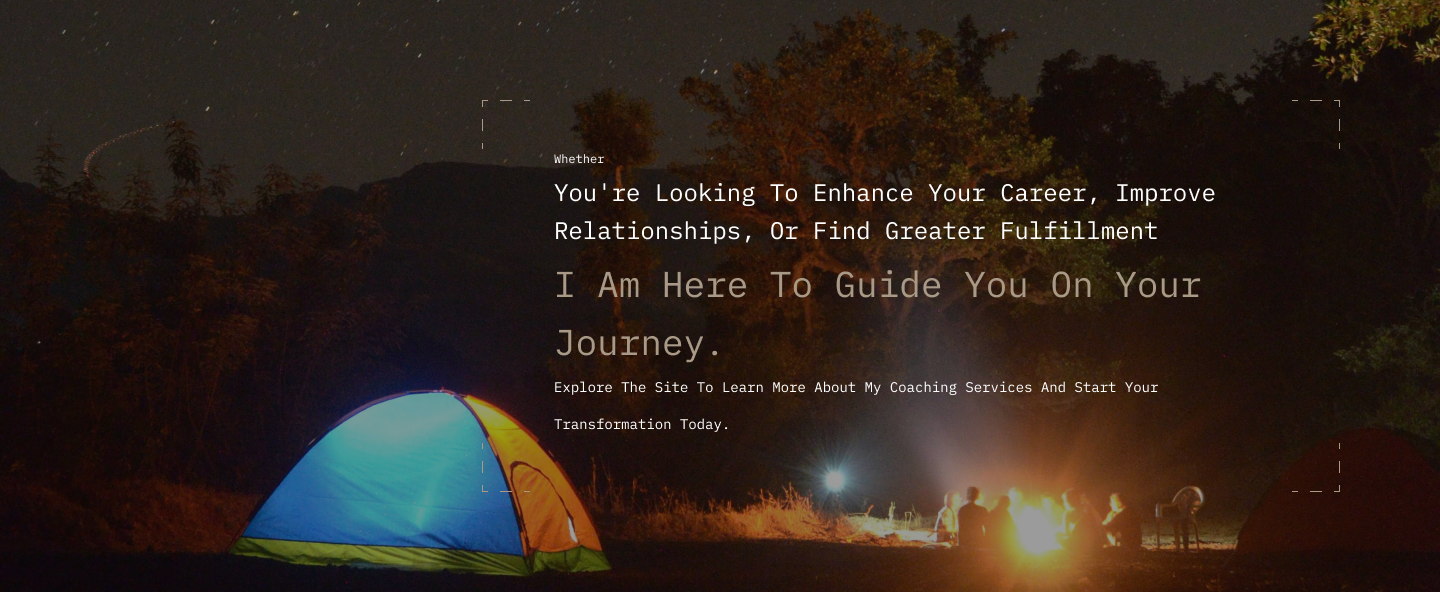 Whether
You're Looking To Enhance Your Career, Improve
Relationships, Or Find Greater Fulfillment
I Am Here To Guide You On Your
Journey.
Explore The Site To Learn More About My Coaching Services And Start Your
Transformation Today.